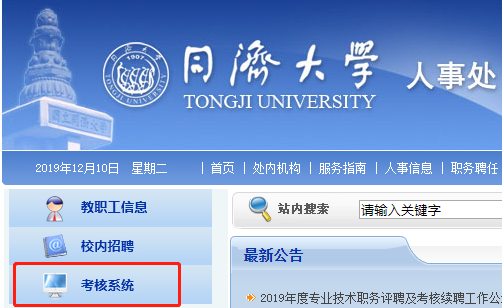 同濟大學 人事处
TONGJI UNIVERSITY
1907
2019年12月10日 星期二 | 首页 | 处内机构 | 服务指南 | 人事信息 | 职务聘任
教职工信息
站内搜索 请输入关键字
校内招聘
最新公告
考核系统
2019年度专业技术职务评聘及考核续聘工作公